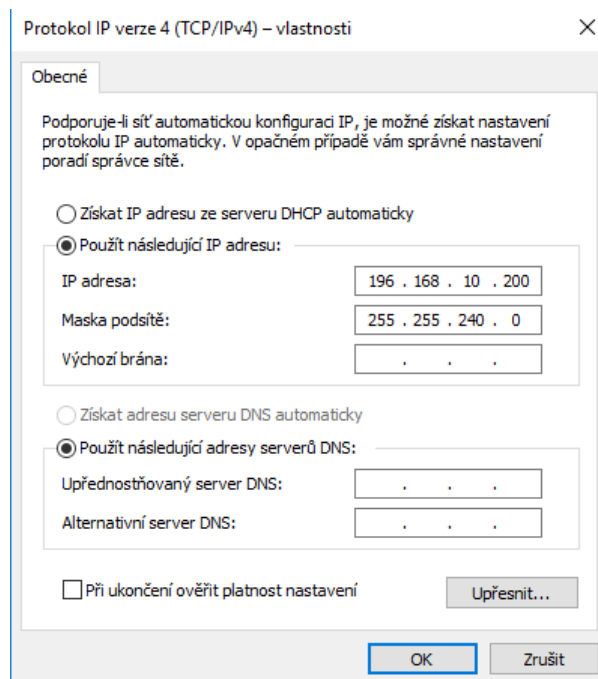 Protokol IP verze 4 (TCP/IPv4) – vlastnosti
Obecné
Podporuje-li síť automatickou konfiguraci IP, je možné získat nastavení
protokolu IP automaticky. V opačném případě vám správné nastavení
poradí správce sítě.
Získat IP adresu ze serveru DHCP automaticky
Použít následující IP adresu:
IP adresa: 196 . 168 . 10 . 200
Maska podsítě: 255 . 255 . 240 . 0
Výchozí brána: . . .
Získat adresu serveru DNS automaticky
Použít následující adresy serverů DNS:
Upřednostňovaný server DNS: . . .
Alternativní server DNS: . . .
Při ukončení ověřit platnost nastavení Upřesnit...
OK Zrušit